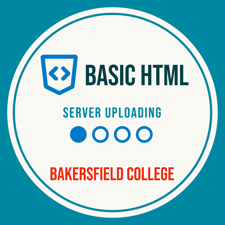 BASIC HTML
SERVER UPLOADING
BAKERSFIELD COLLEGE